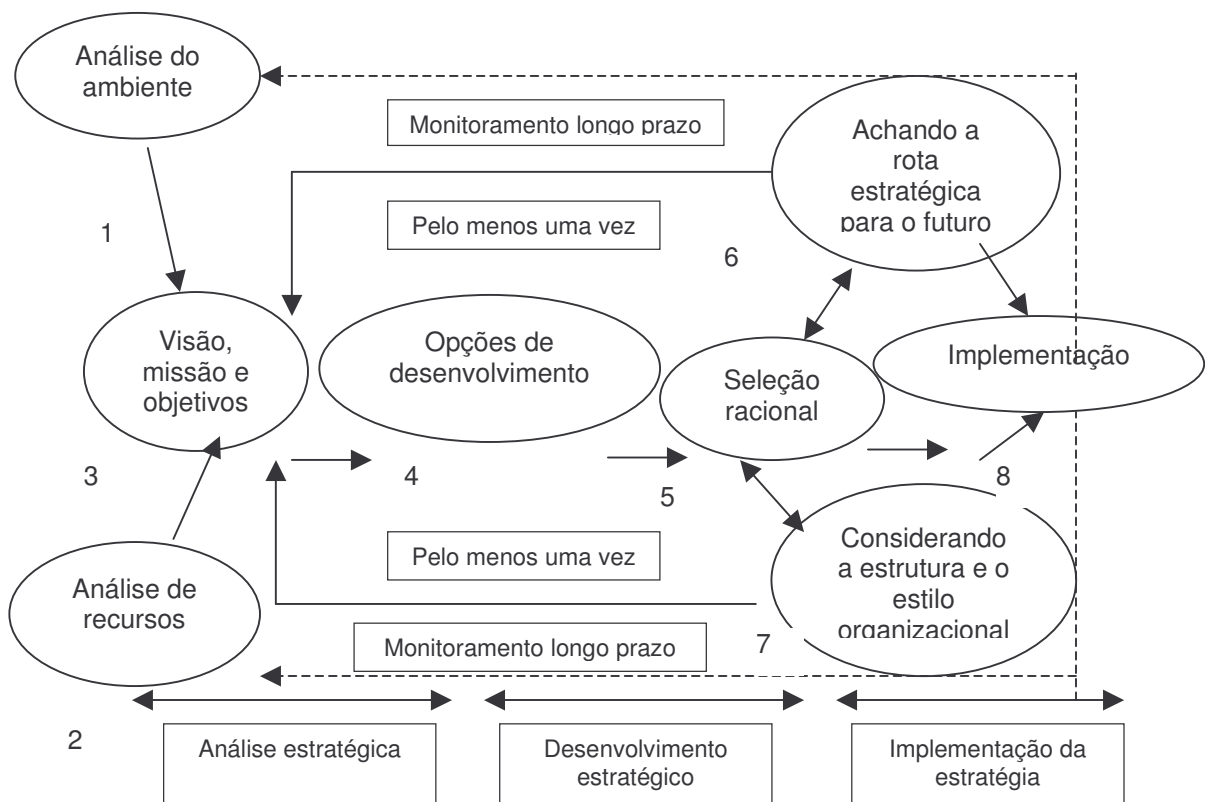 Análise do
ambiente
Monitoramento longo prazo
Achando a
rota
estratégica
para o futuro
1
Pelo menos uma vez
6
Visão,
missão e
objetivos
Opções de
desenvolvimento
Seleção
racional
Implementação
3
4
5
8
Análise de
recursos
Pelo menos uma vez
Considerando
a estrutura e o
estilo
organizacional
Monitoramento longo prazo
7
2
Análise estratégica
Desenvolvimento
estratégico
Implementação da
estratégia